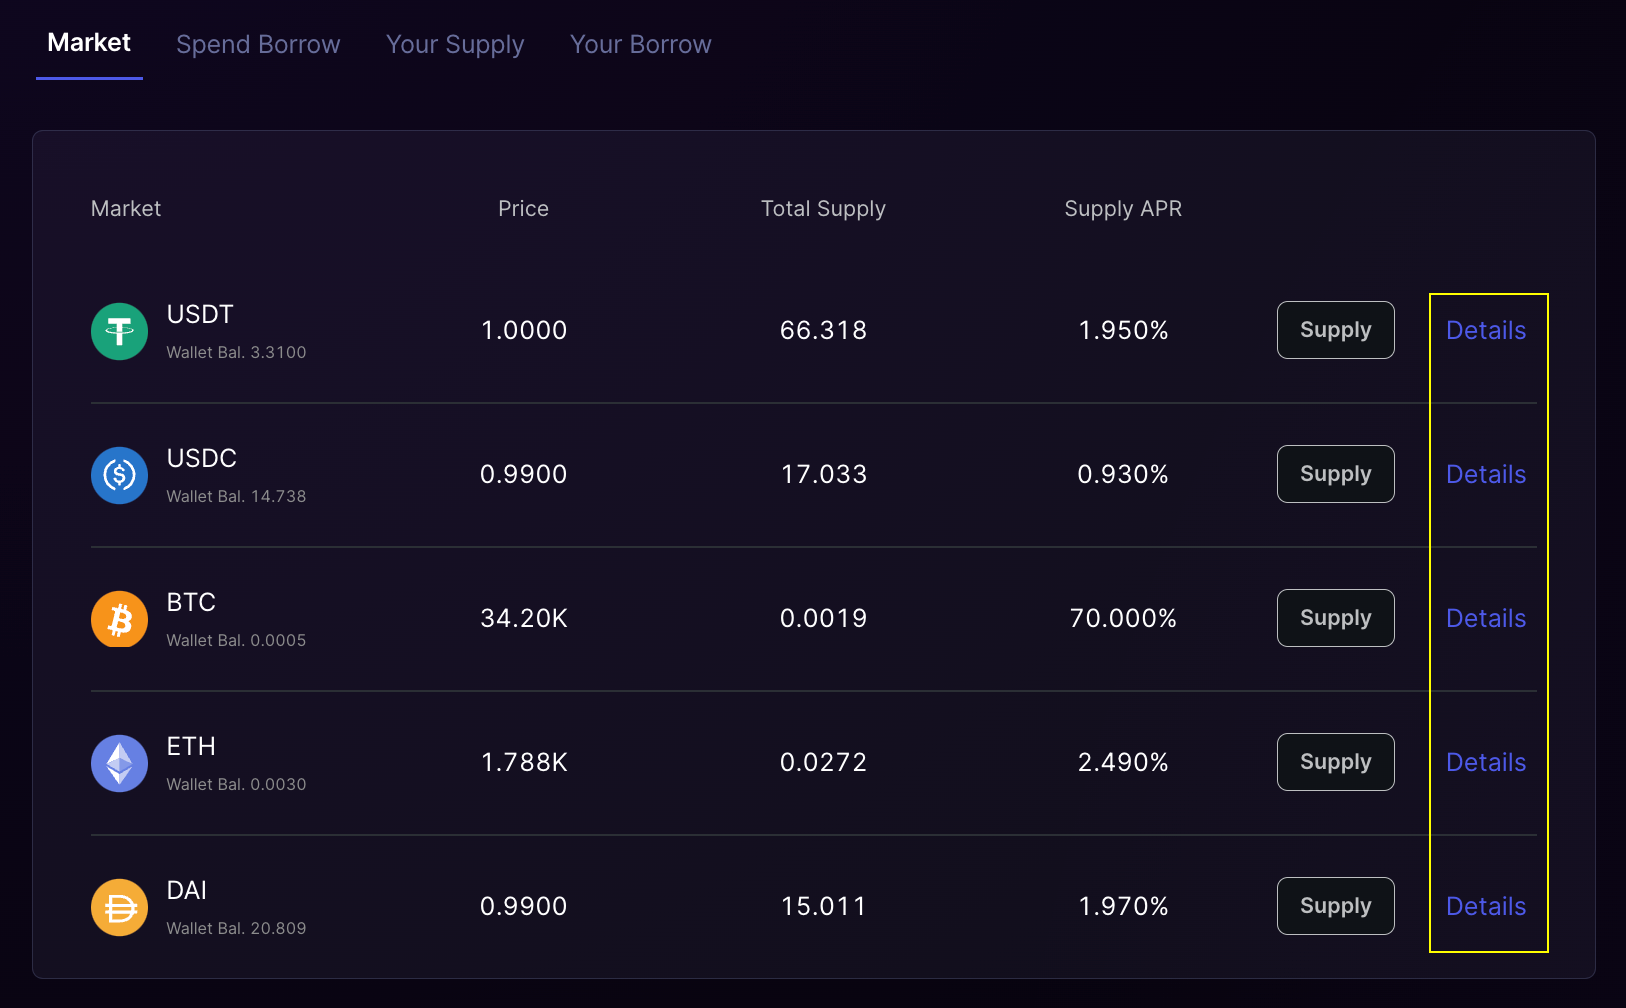 Market Spend Borrow Your Supply Your Borrow
Market Price Total Supply Supply APR
USDT
Wallet Bal. 3.3100
1.0000 66.318 1.950% Supply Details
USDC
Wallet Bal. 14.738
0.9900 17.033 0.930% Supply Details
BTC
Wallet Bal. 0.0005
34.20K 0.0019 70.000% Supply Details
ETH
Wallet Bal. 0.0030
1.788K 0.0272 2.490% Supply Details
DAI
Wallet Bal. 20.809
0.9900 15.011 1.970% Supply Details